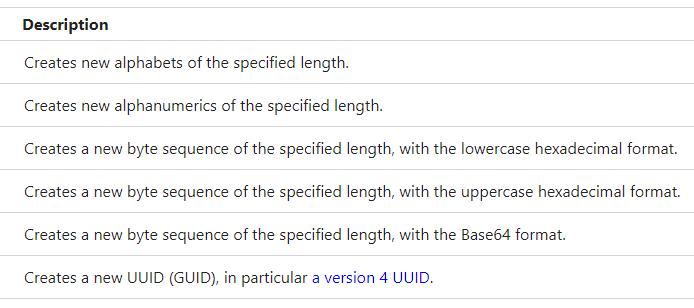 Description
Creates new alphabets of the specified length.
Creates new alphanumerics of the specified length.
Creates a new byte sequence of the specified length, with the lowercase hexadecimal format.
Creates a new byte sequence of the specified length, with the uppercase hexadecimal format.
Creates a new byte sequence of the specified length, with the Base64 format.
Creates a new UUID (GUID), in particular a version 4 UUID.